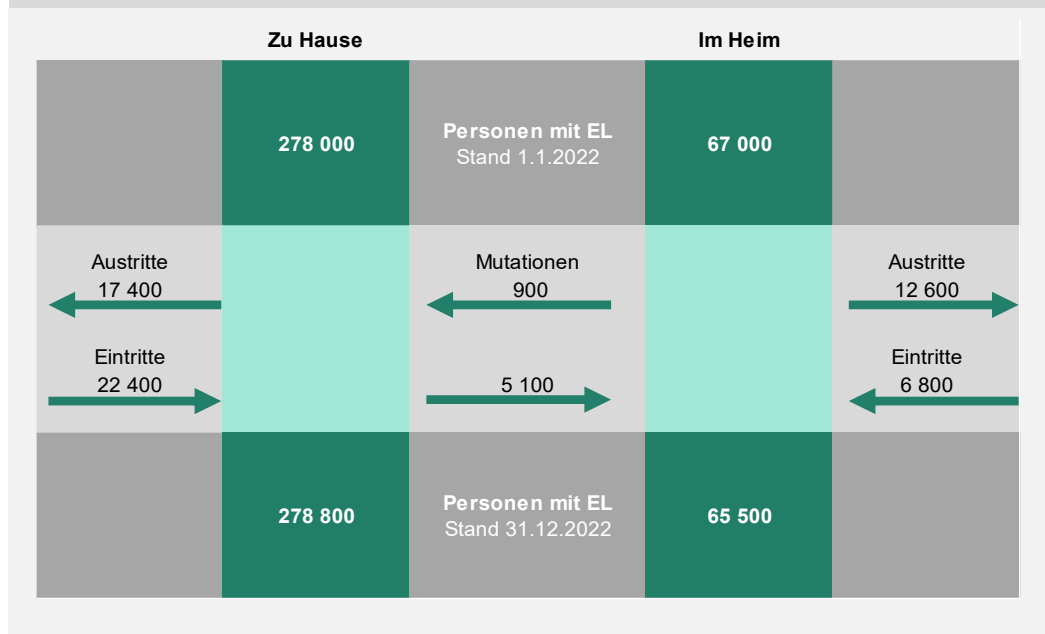 Zu Hause
Im Heim
278 000
Personen mit EL
Stand 1.1.2022
67 000
Austritte
17 400
Mutationen
900
Austritte
12 600
Eintritte
22 400
5 100
Eintritte
6 800
278 800
Personen mit EL
Stand 31.12.2022
65 500